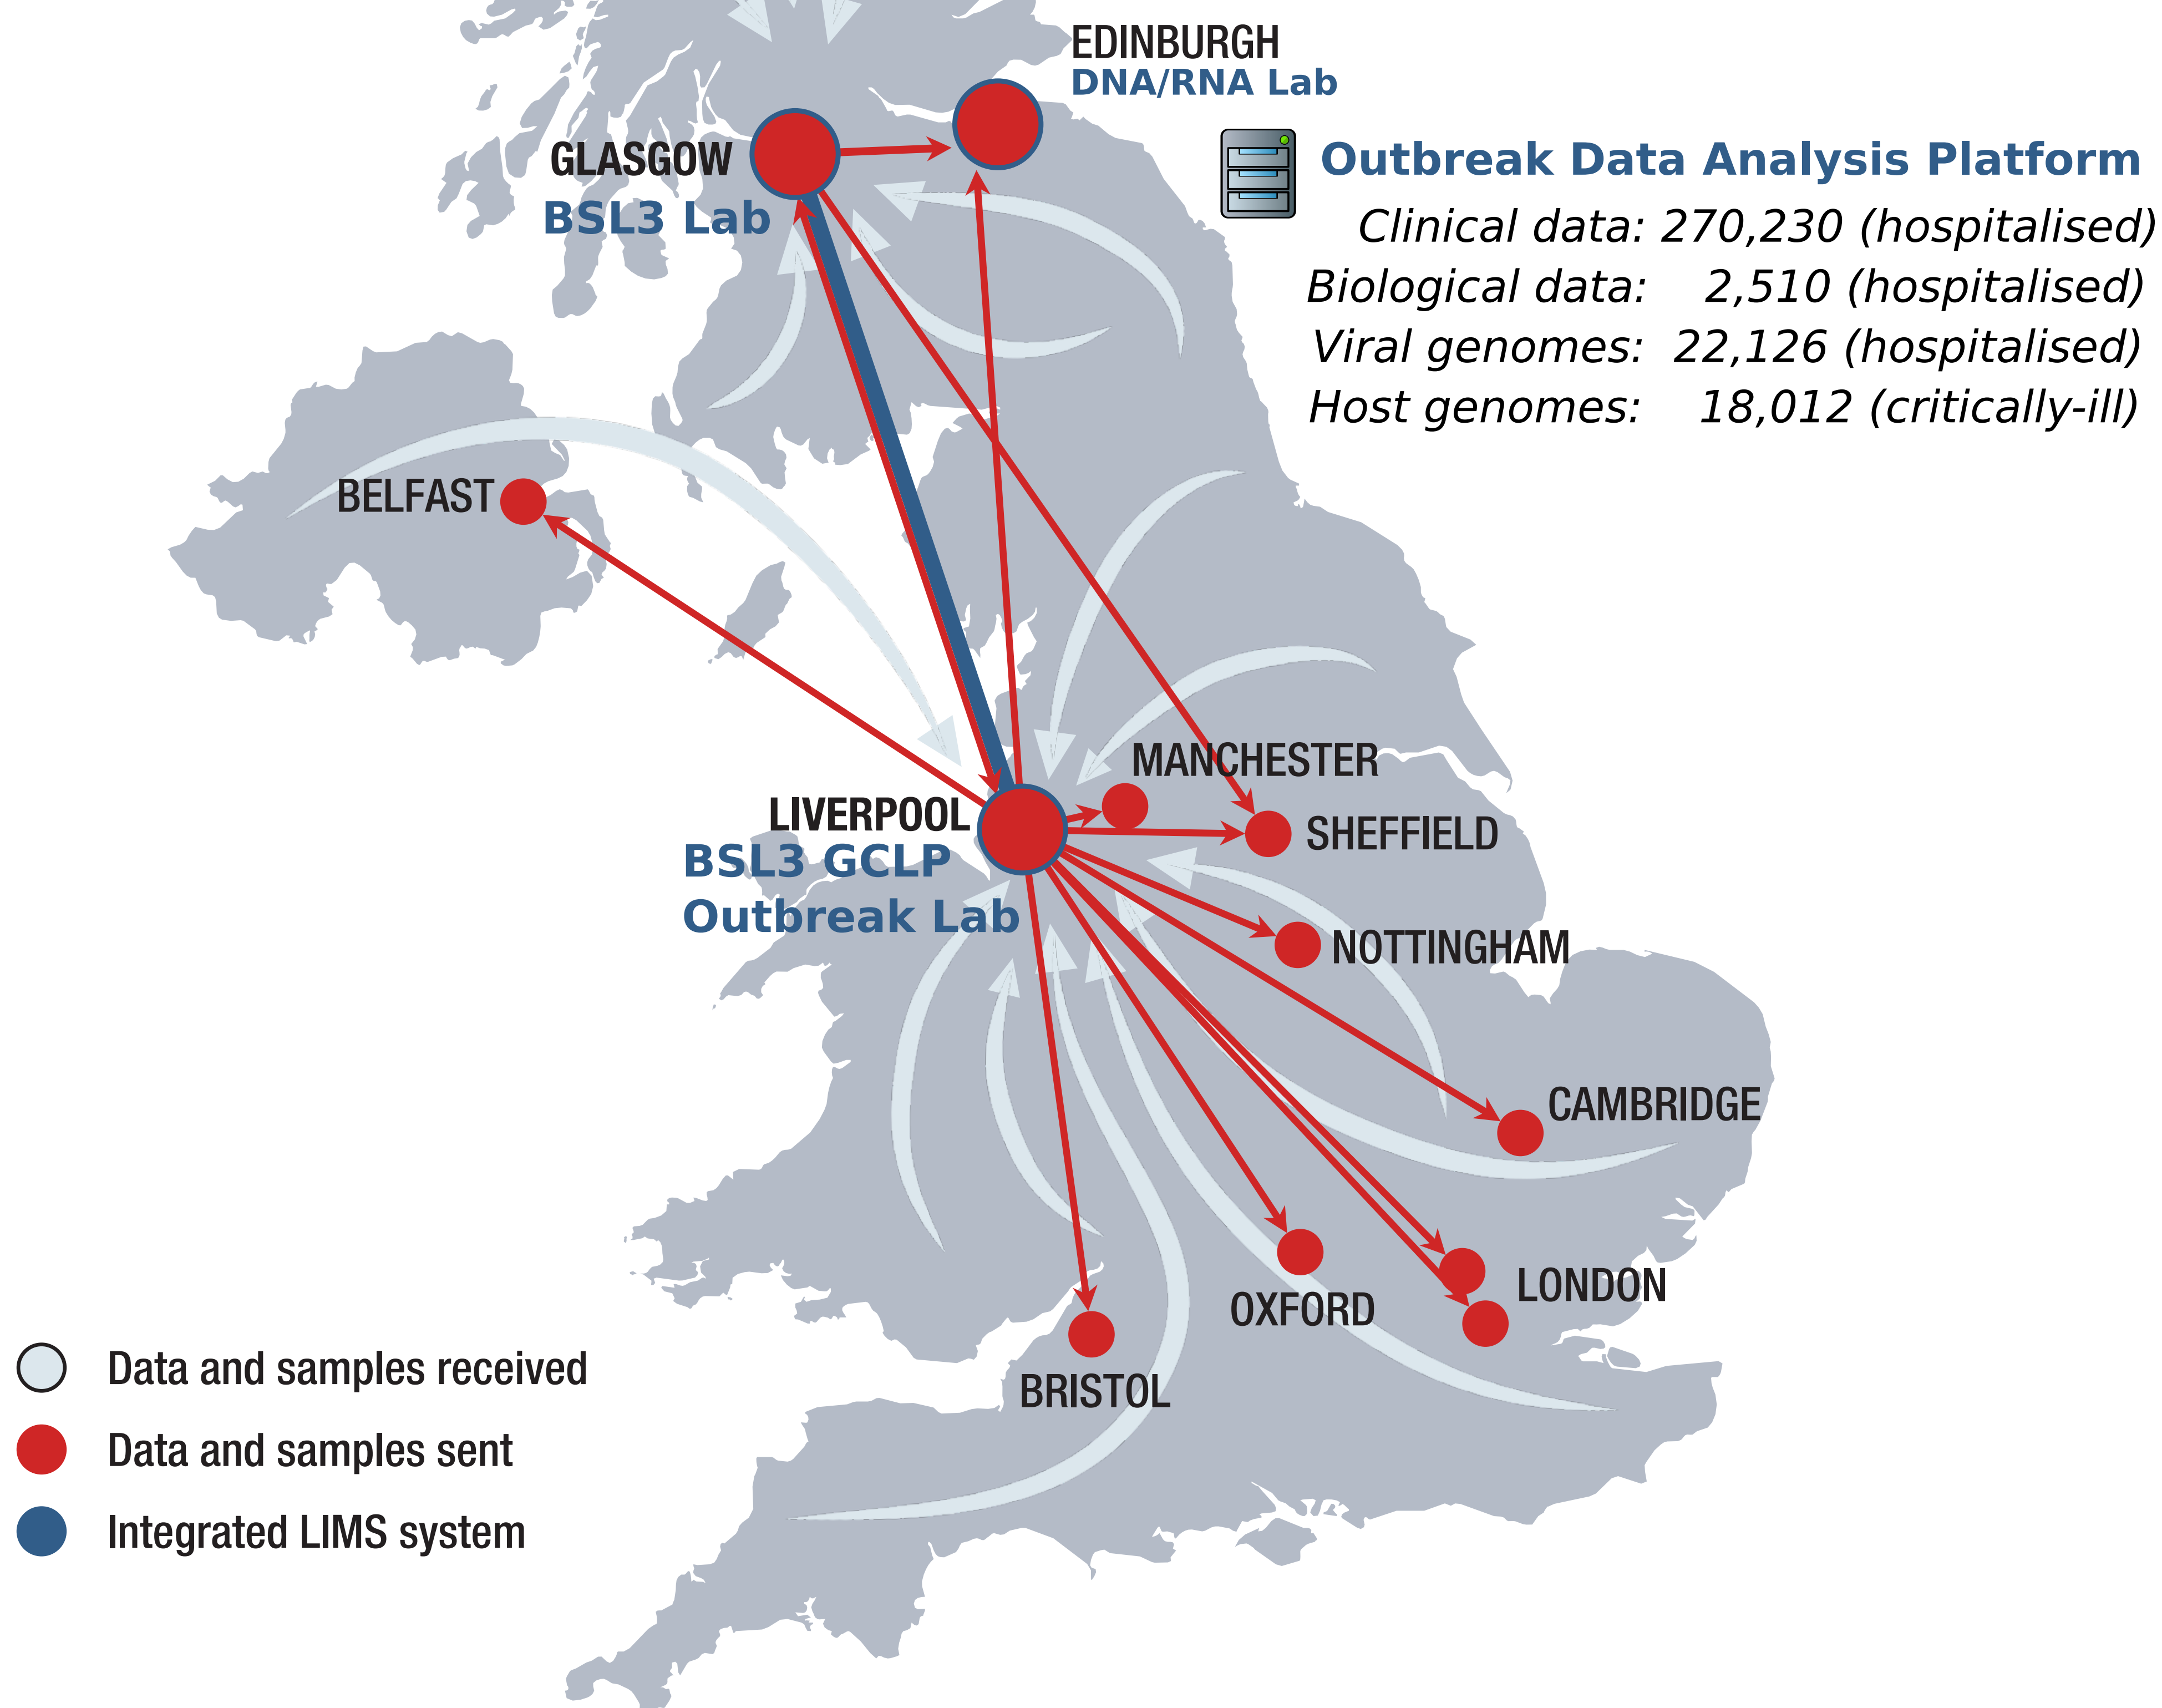 EDINBURGH
DNA/RNA Lab
GLASGOW
BSL3 Lab
Outbreak Data Analysis Platform
Clinical data: 270,230 (hospitalised)
Biological data: 2,510 (hospitalised)
Viral genomes: 22,126 (hospitalised)
Host genomes: 18,012 (critically-ill)
BELFAST
MANCHESTER
LIVERPOOL
BSL3 GCLP
Outbreak Lab
SHEFFIELD
NOTTINGHAM
CAMBRIDGE
LONDON
OXFORD
BRISTOL
Data and samples received
Data and samples sent
Integrated LIMS system